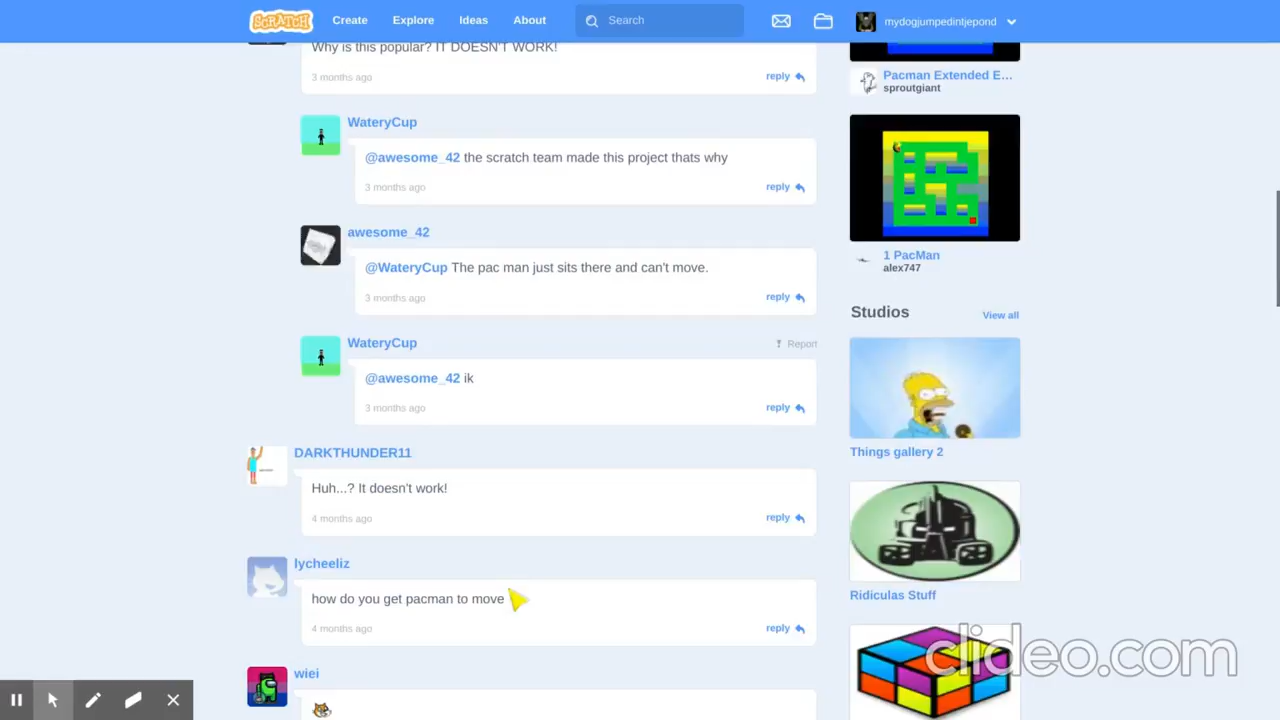 SCRATCH
Create
Explore
Ideas
About
Search
mydogjumpedintjepond
Why is this popular? IT DOESN'T WORK!
3 months ago
reply
WateryCup
@awesome_42 the scratch team made this project thats why
3 months ago
reply
awesome_42
@WateryCup The pac man just sits there and can't move.
3 months ago
reply
WateryCup
Report
@awesome_42 ik
3 months ago
reply
DARKTHUNDER11
Huh...? It doesn't work!
4 months ago
reply
lycheeliz
how do you get pacman to move
4 months ago
reply
wiei
Pacman Extended E...
sproutgiant
1 PacMan
alex747
Studios
View all
Things gallery 2
Ridiculas Stuff
clideo.com